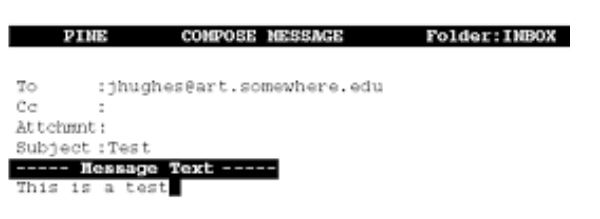 PINE COMPOSE MESSAGE Folder:INBOX
To :jhughes@art.somewhere.edu
Cc :
Attchmnt:
Subject :Test
----- Message Text -----
This is a test